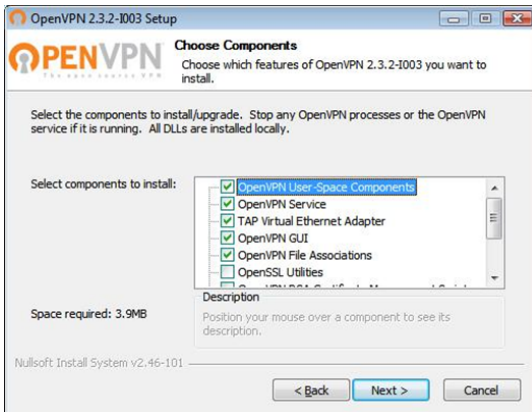 OpenVPN 2.3.2-I003 Setup
OPENVPN
The open source VPN
Choose Components
Choose which features of OpenVPN 2.3.2-I003 you want to
install.
Select the components to install/upgrade. Stop any OpenVPN processes or the OpenVPN
service if it is running. All DLLs are installed locally.
Select components to install:
OpenVPN User-Space Components
OpenVPN Service
TAP Virtual Ethernet Adapter
OpenVPN GUI
OpenVPN File Associations
OpenSSL Utilities
Space required: 3.9MB
Description
Position your mouse over a component to see its
description.
Nullsoft Install System v2.46-101
< Back
Next >
Cancel